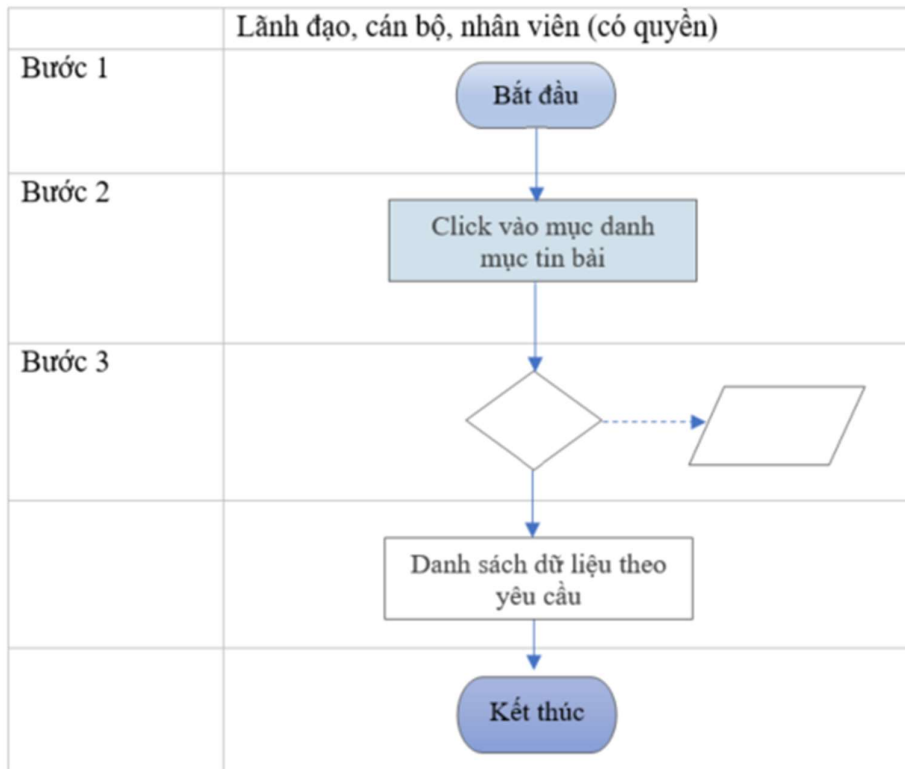 Lãnh đạo, cán bộ, nhân viên (có quyền)
Bước 1
Bắt đầu
Bước 2
Click vào mục danh
mục tin bài
Bước 3
Danh sách dữ liệu theo
yêu cầu
Kết thúc